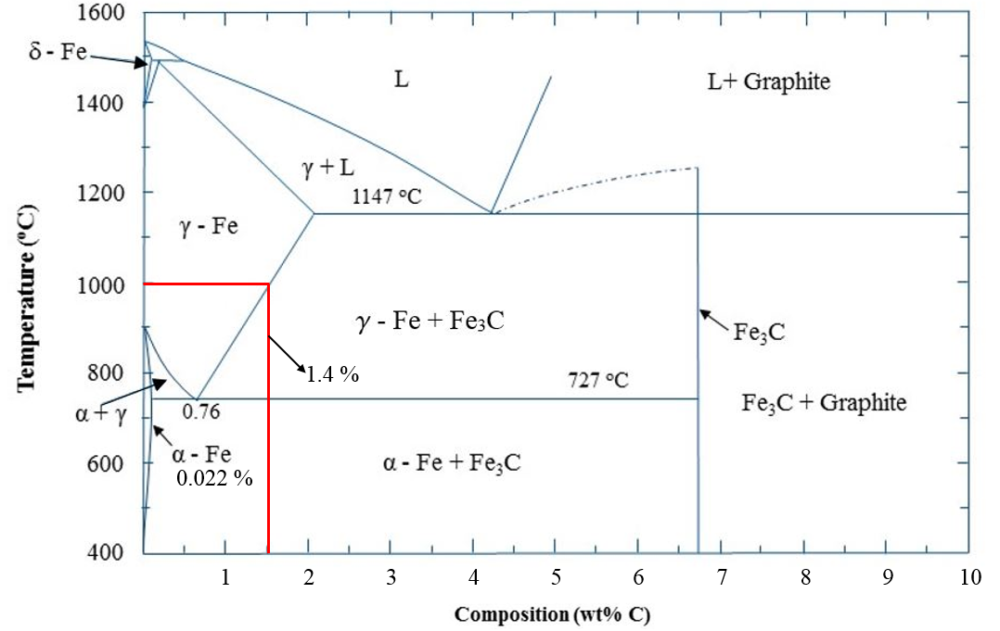 1600
δ - Fe
L
L+ Graphite
1400
γ + L
1200
1147 ºC
γ - Fe
Temperature (ºC)
1000
γ - Fe + Fe₃C
Fe₃C
800
1.4 %
727 ºC
α + γ
0.76
Fe₃C + Graphite
α - Fe
0.022 %
600
α - Fe + Fe₃C
400
1 2 3 4 5 6 7 8 9 10
Composition (wt% C)